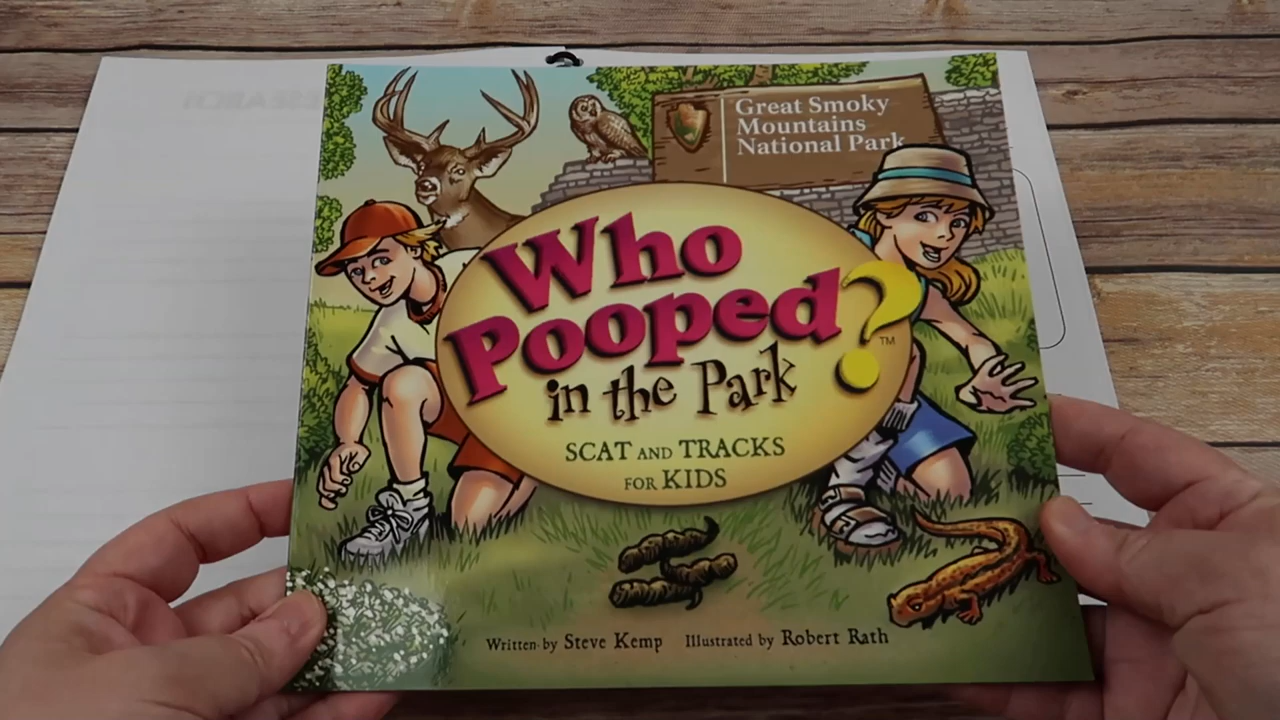 Great Smoky
Mountains
National Park
Who
Pooped?
TM
in the Park
SCAT AND TRACKS
FOR KIDS
Written by Steve Kemp Illustrated by Robert Rath